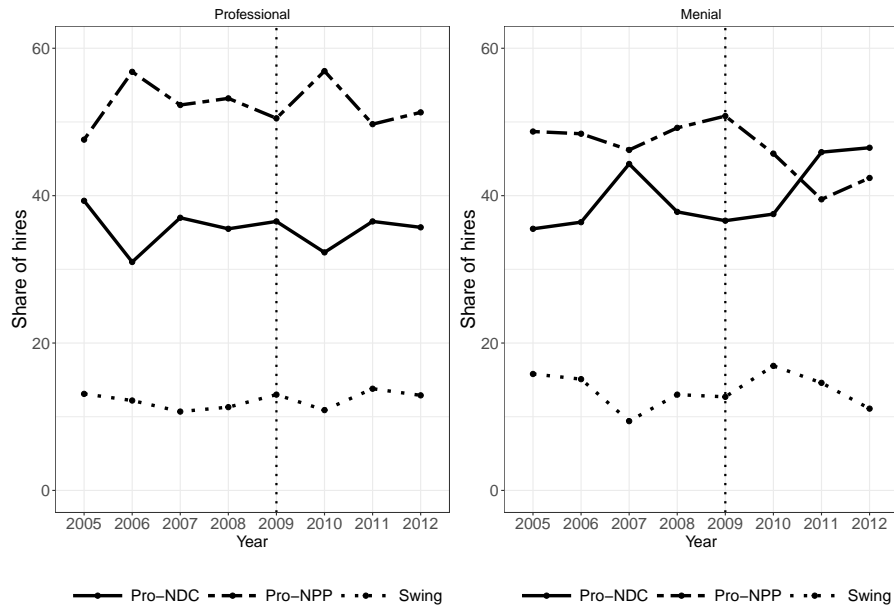 Professional
60
40
20
0
Share of hires
2005 2006 2007 2008 2009 2010 2011 2012
Year
Pro−NDC Pro−NPP Swing
Menial
60
40
20
0
Share of hires
2005 2006 2007 2008 2009 2010 2011 2012
Year
Pro−NDC Pro−NPP Swing